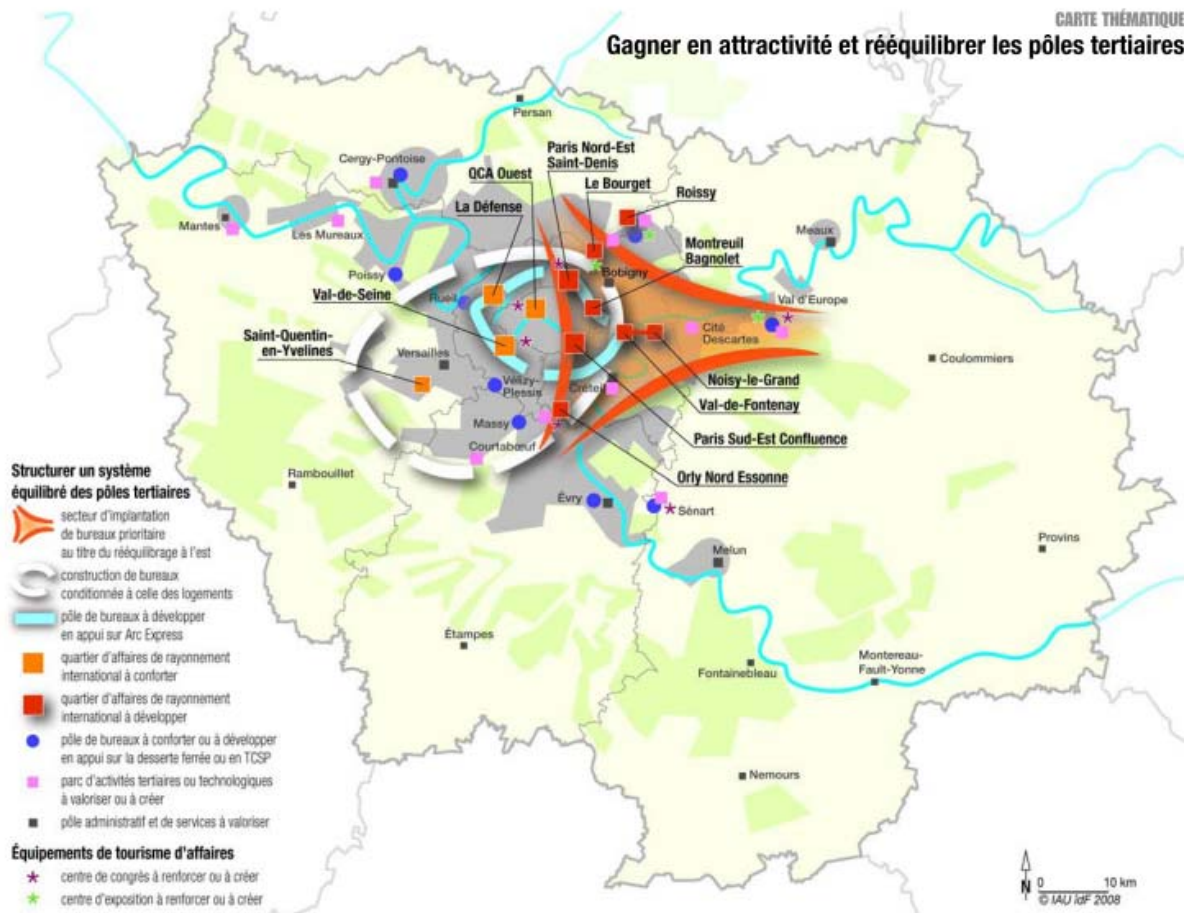 CARTE THÉMATIQUE
Gagner en attractivité et rééquilibrer les pôles tertiaires
Persan
Paris Nord-Est
Saint-Denis
Cergy-Pontoise
QCA Ouest
Le Bourget
Roissy
La Défense
Mantes
Les Mureaux
Meaux
Montreuil
Bagnolet
Poissy
Bobigny
Val-de-Seine
Rueil
Val d'Europe
Saint-Quentin-
en-Yvelines
Versailles
Cité
Descartes
Coulommiers
Vélizy-
Plessis
Créteil
Noisy-le-Grand
Val-de-Fontenay
Massy
Paris Sud-Est Confluence
Courtabœuf
Orly Nord Essonne
Rambouillet
Évry
Sénart
Melun
Provins
Étampes
Fontainebleau
Montereau-
Fault-Yonne
Nemours
Structurer un système
équilibré des pôles tertiaires
secteur d'implantation
de bureaux prioritaire
au titre du rééquilibrage à l'est
construction de bureaux
conditionnée à celle des logements
pôle de bureaux à développer
en appui sur Arc Express
quartier d'affaires de rayonnement
international à conforter
quartier d'affaires de rayonnement
international à développer
pôle de bureaux à conforter ou à développer
en appui sur la desserte ferrée ou en TCSP
parc d'activités tertiaires ou technologiques
à valoriser ou à créer
pôle administratif et de services à valoriser
Équipements de tourisme d'affaires
centre de congrès à renforcer ou à créer
centre d'exposition à renforcer ou à créer
N
0 10 km
© IAU îdF 2008